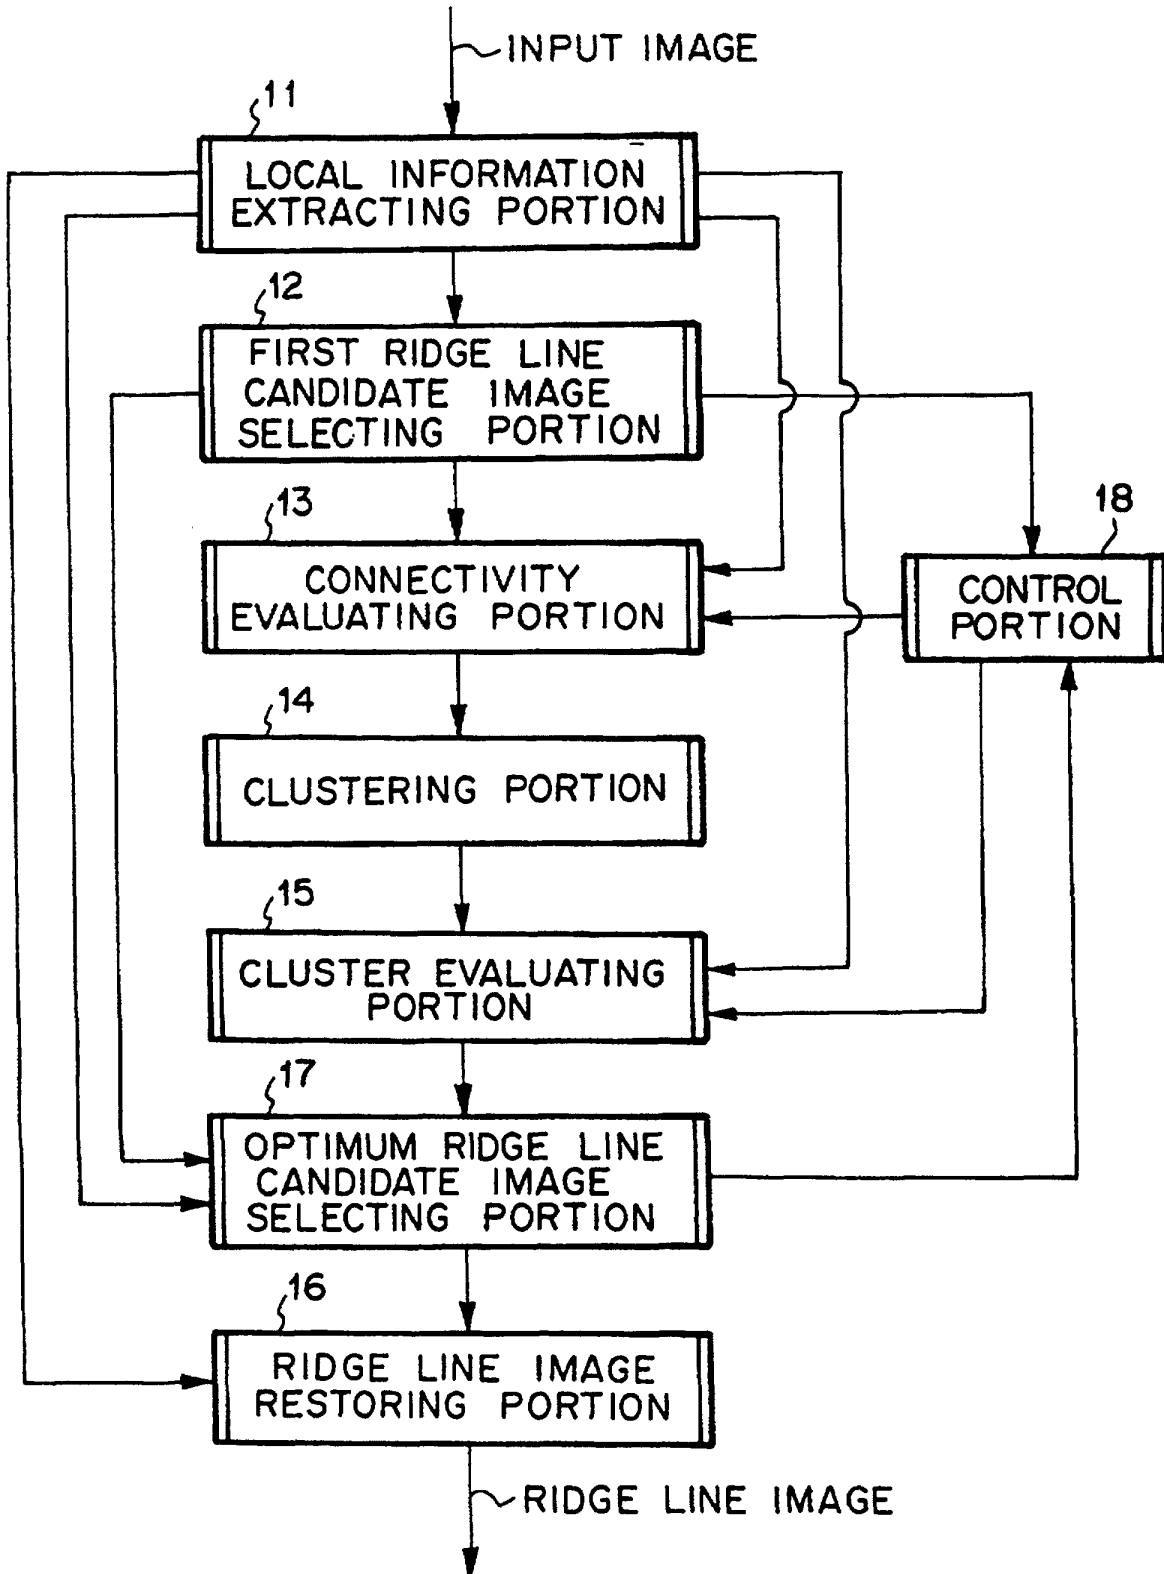 INPUT IMAGE
11
LOCAL INFORMATION
EXTRACTING PORTION
12
FIRST RIDGE LINE
CANDIDATE IMAGE
SELECTING PORTION
13
CONNECTIVITY
EVALUATING PORTION
18
CONTROL
PORTION
14
CLUSTERING PORTION
15
CLUSTER EVALUATING
PORTION
17
OPTIMUM RIDGE LINE
CANDIDATE IMAGE
SELECTING PORTION
16
RIDGE LINE IMAGE
RESTORING PORTION
RIDGE LINE IMAGE